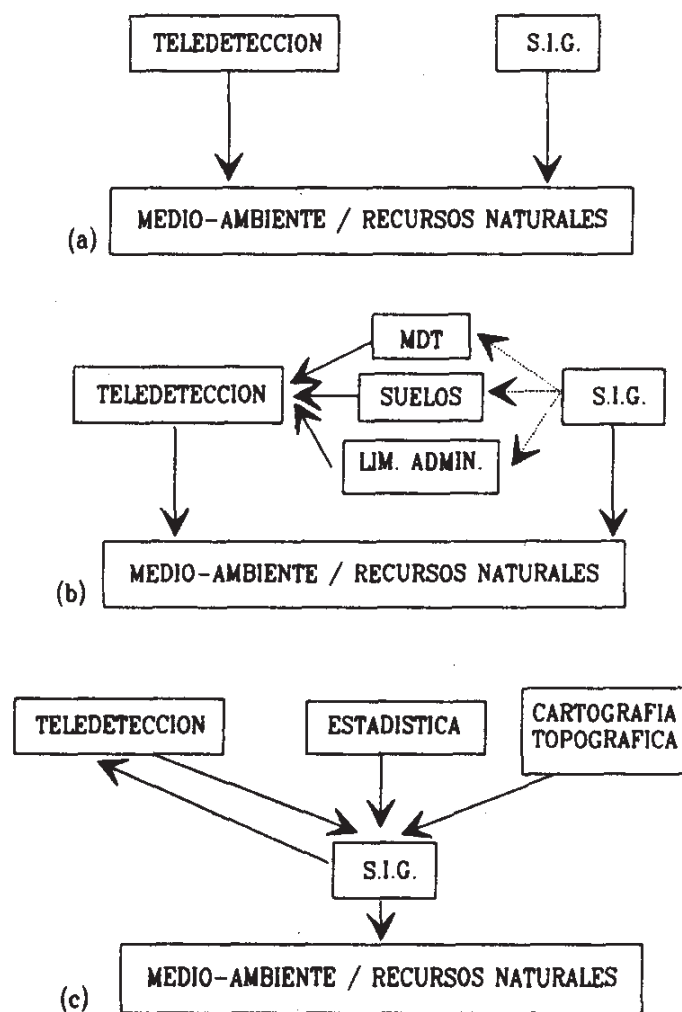 TELEDETECCION
S.I.G.
MEDIO-AMBIENTE / RECURSOS NATURALES
(a)
MDT
TELEDETECCION
SUELOS
S.I.G.
LIM. ADMIN.
MEDIO-AMBIENTE / RECURSOS NATURALES
(b)
TELEDETECCION
ESTADISTICA
CARTOGRAFIA
TOPOGRAFICA
S.I.G.
MEDIO-AMBIENTE / RECURSOS NATURALES
(c)